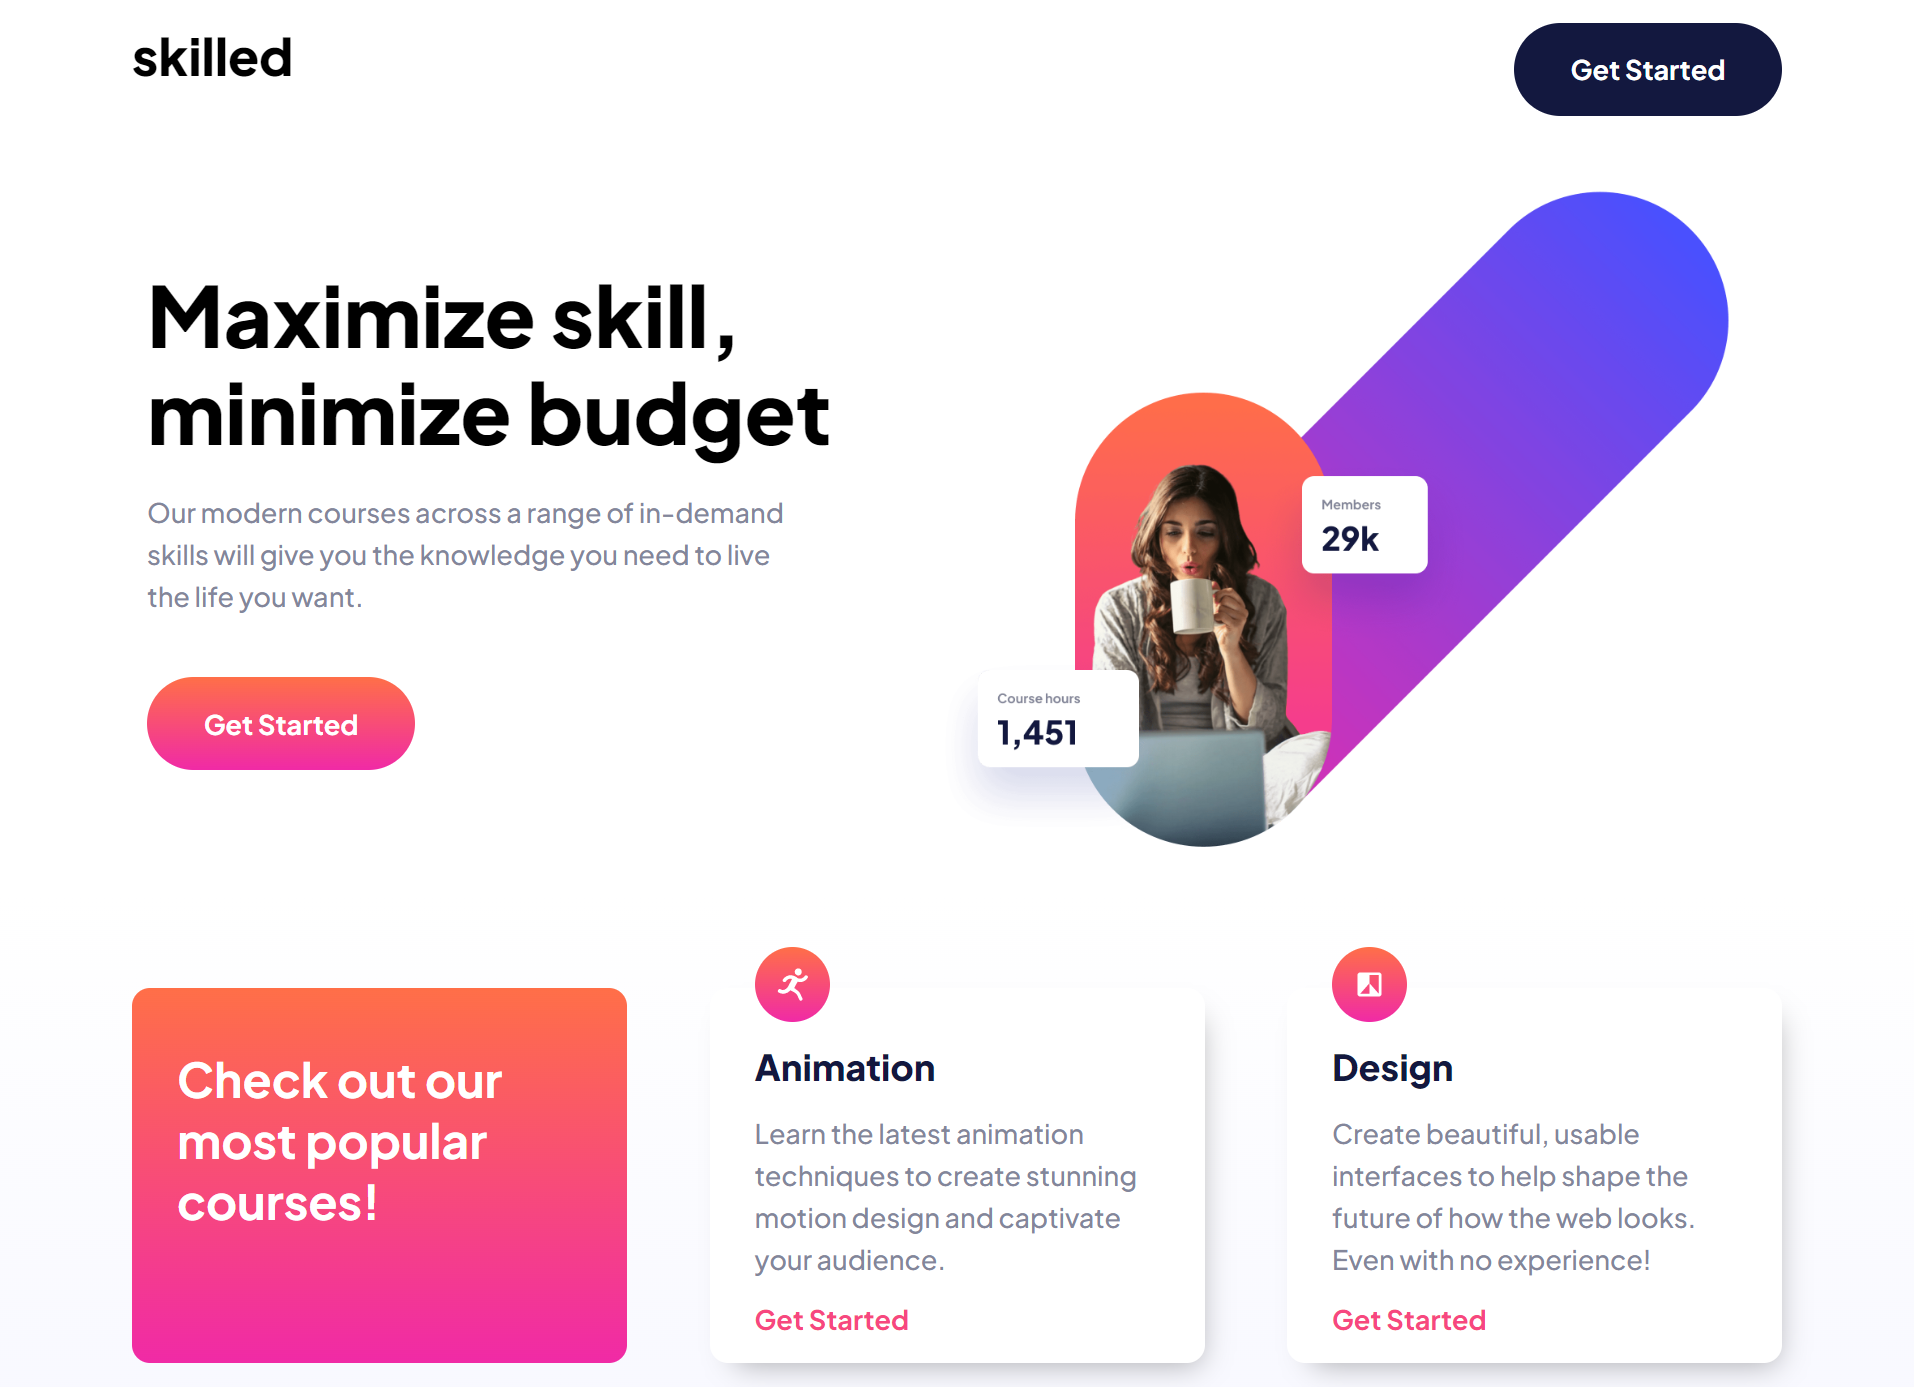 skilled
Get Started
Maximize skill,
minimize budget
Our modern courses across a range of in-demand
skills will give you the knowledge you need to live
the life you want.
Get Started
Members
29k
Course hours
1,451
Check out our
most popular
courses!
Animation
Learn the latest animation
techniques to create stunning
motion design and captivate
your audience.
Get Started
Design
Create beautiful, usable
interfaces to help shape the
future of how the web looks.
Even with no experience!
Get Started